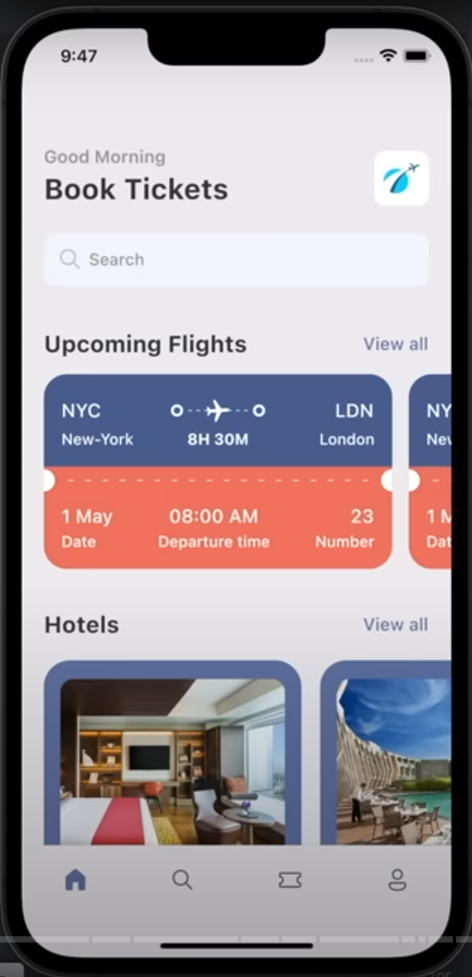 9:47
Good Morning
Book Tickets
Search
Upcoming Flights View all
NYC LDN NY
New-York 8H 30M London Nev
1 May 08:00 AM 23 1 M
Date Departure time Number Dat
Hotels View all